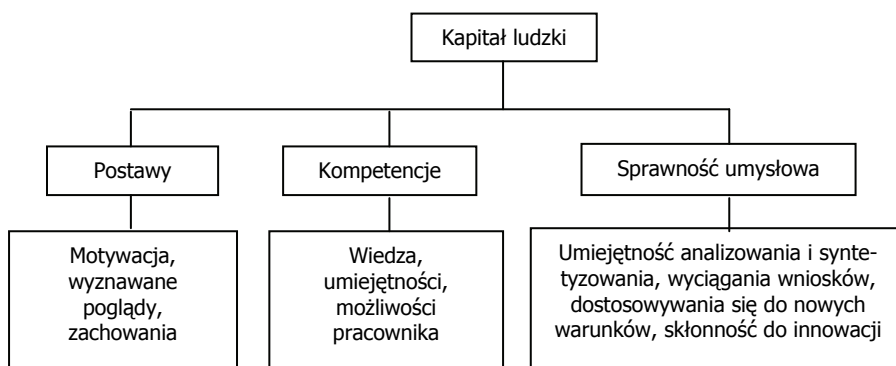 Kapitał ludzki
Postawy
Kompetencje
Sprawność umysłowa
Motywacja,
wyznawane
poglądy,
zachowania
Wiedza,
umiejętności,
możliwości
pracownika
Umiejętność analizowania i synte-
tyzowania, wyciągania wniosków,
dostosowywania się do nowych
warunków, skłonność do innowacji